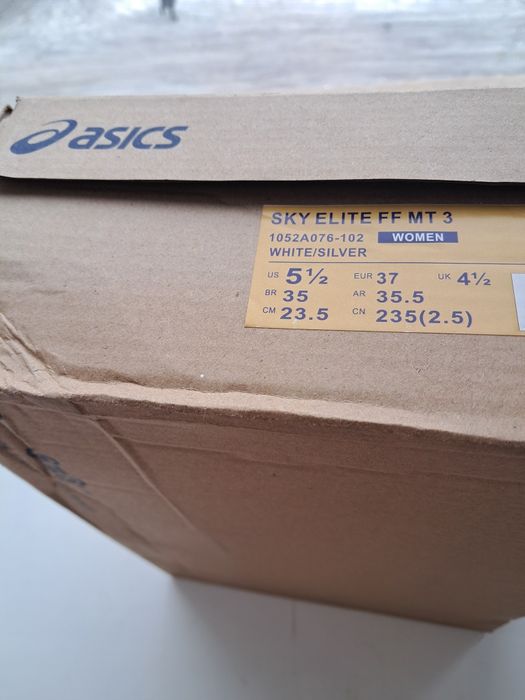 asics
SKY ELITE FF MT 3
1052A076-102 WOMEN
WHITE/SILVER
US 5½ EUR 37 UK 4½
BR 35 AR 35.5
CM 23.5 CN 235(2.5)